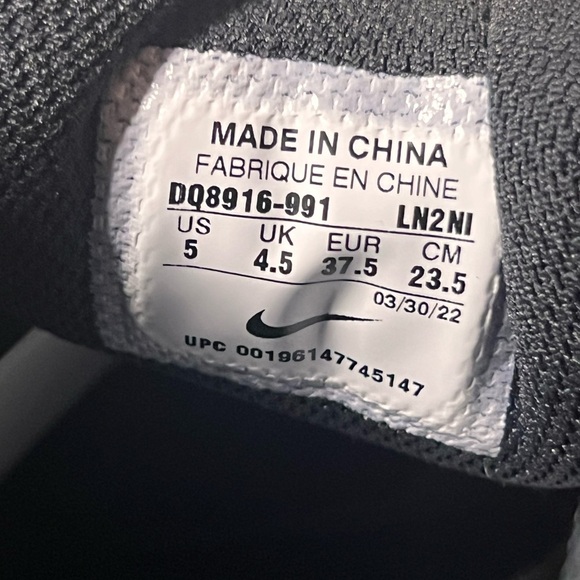 MADE IN CHINA
FABRIQUE EN CHINE
DQ8916-991 LN2NI
US UK EUR CM
5 4.5 37.5 23.5
03/30/22
UPC 00196147745147